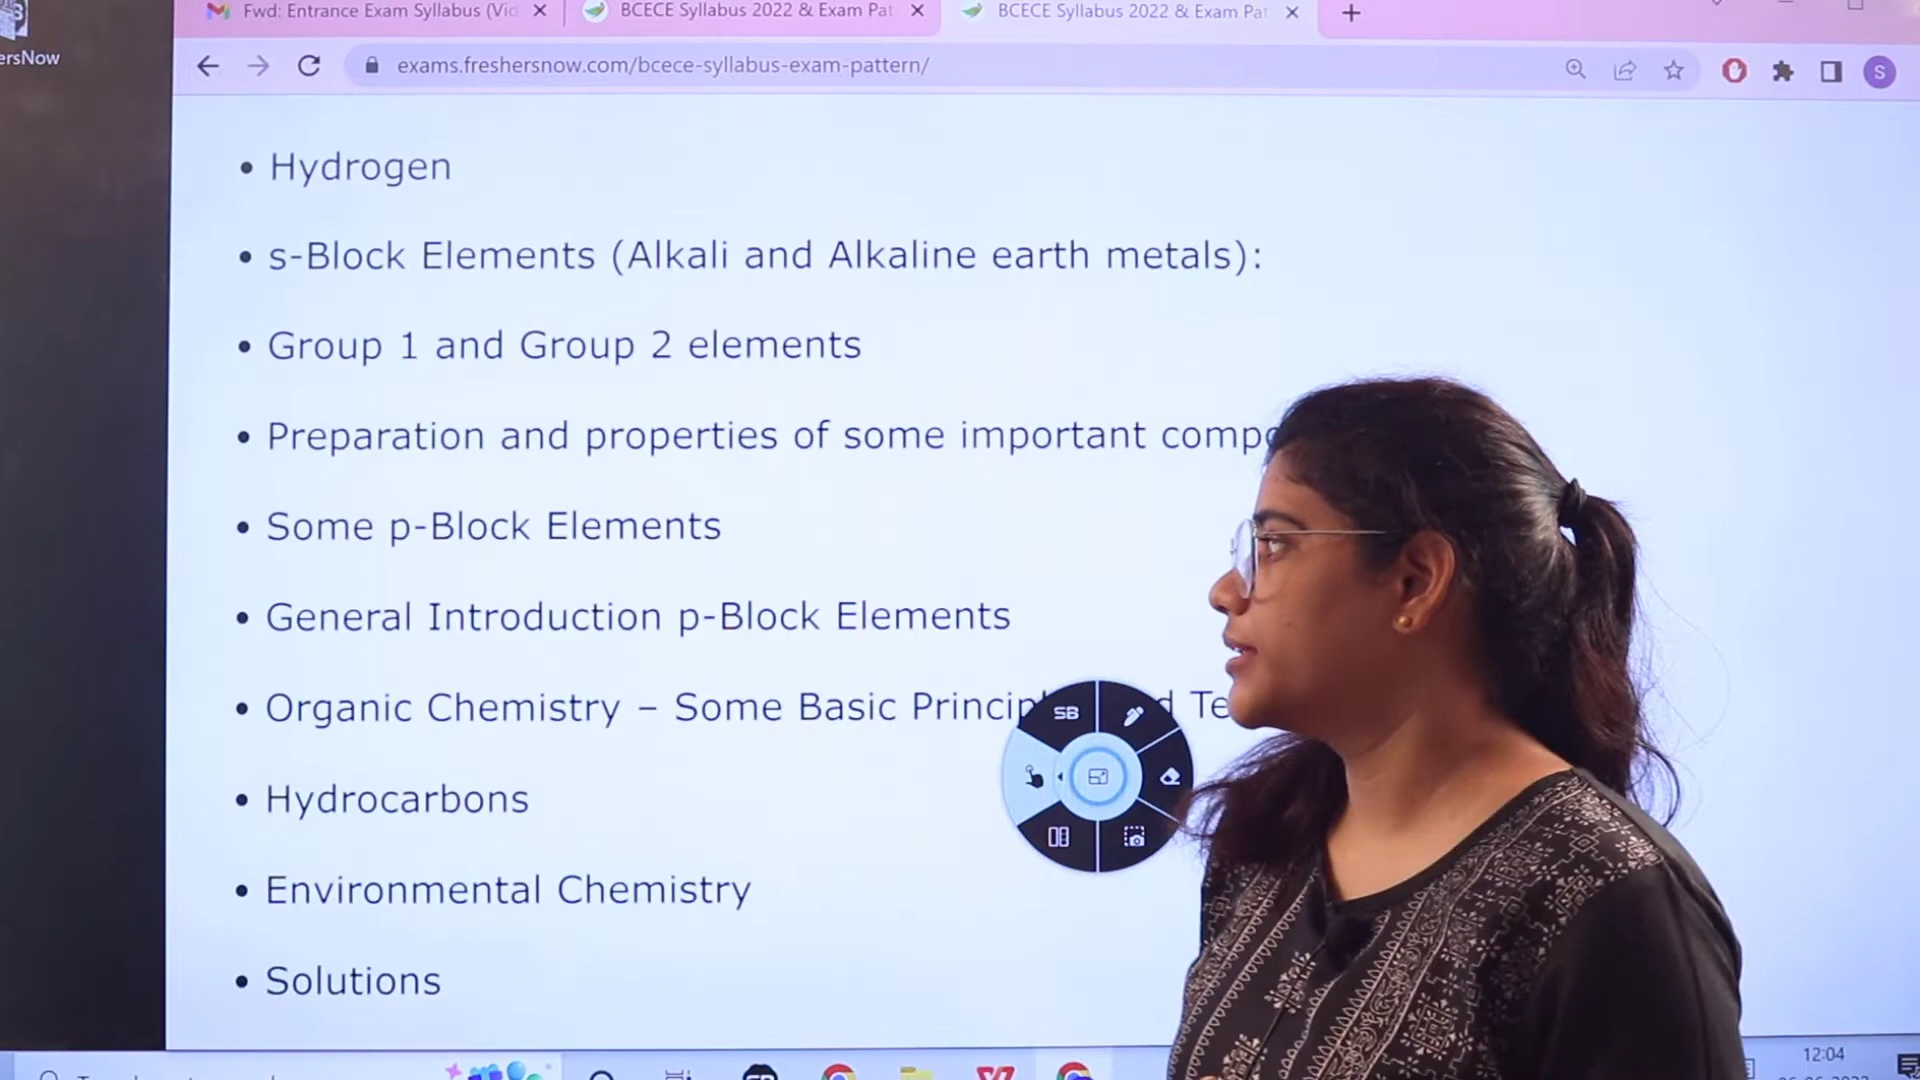 Fwd: Entrance Exam Syllabus (Vid
BCECE Syllabus 2022 & Exam Pat
BCECE Syllabus 2022 & Exam Pat
ersNow
exams.freshersnow.com/bcece-syllabus-exam-pattern/
S
• Hydrogen
• s-Block Elements (Alkali and Alkaline earth metals):
• Group 1 and Group 2 elements
• Preparation and properties of some important compo
• Some p-Block Elements
• General Introduction p-Block Elements
• Organic Chemistry – Some Basic Princip d Te
SB
• Hydrocarbons
• Environmental Chemistry
• Solutions
12:04